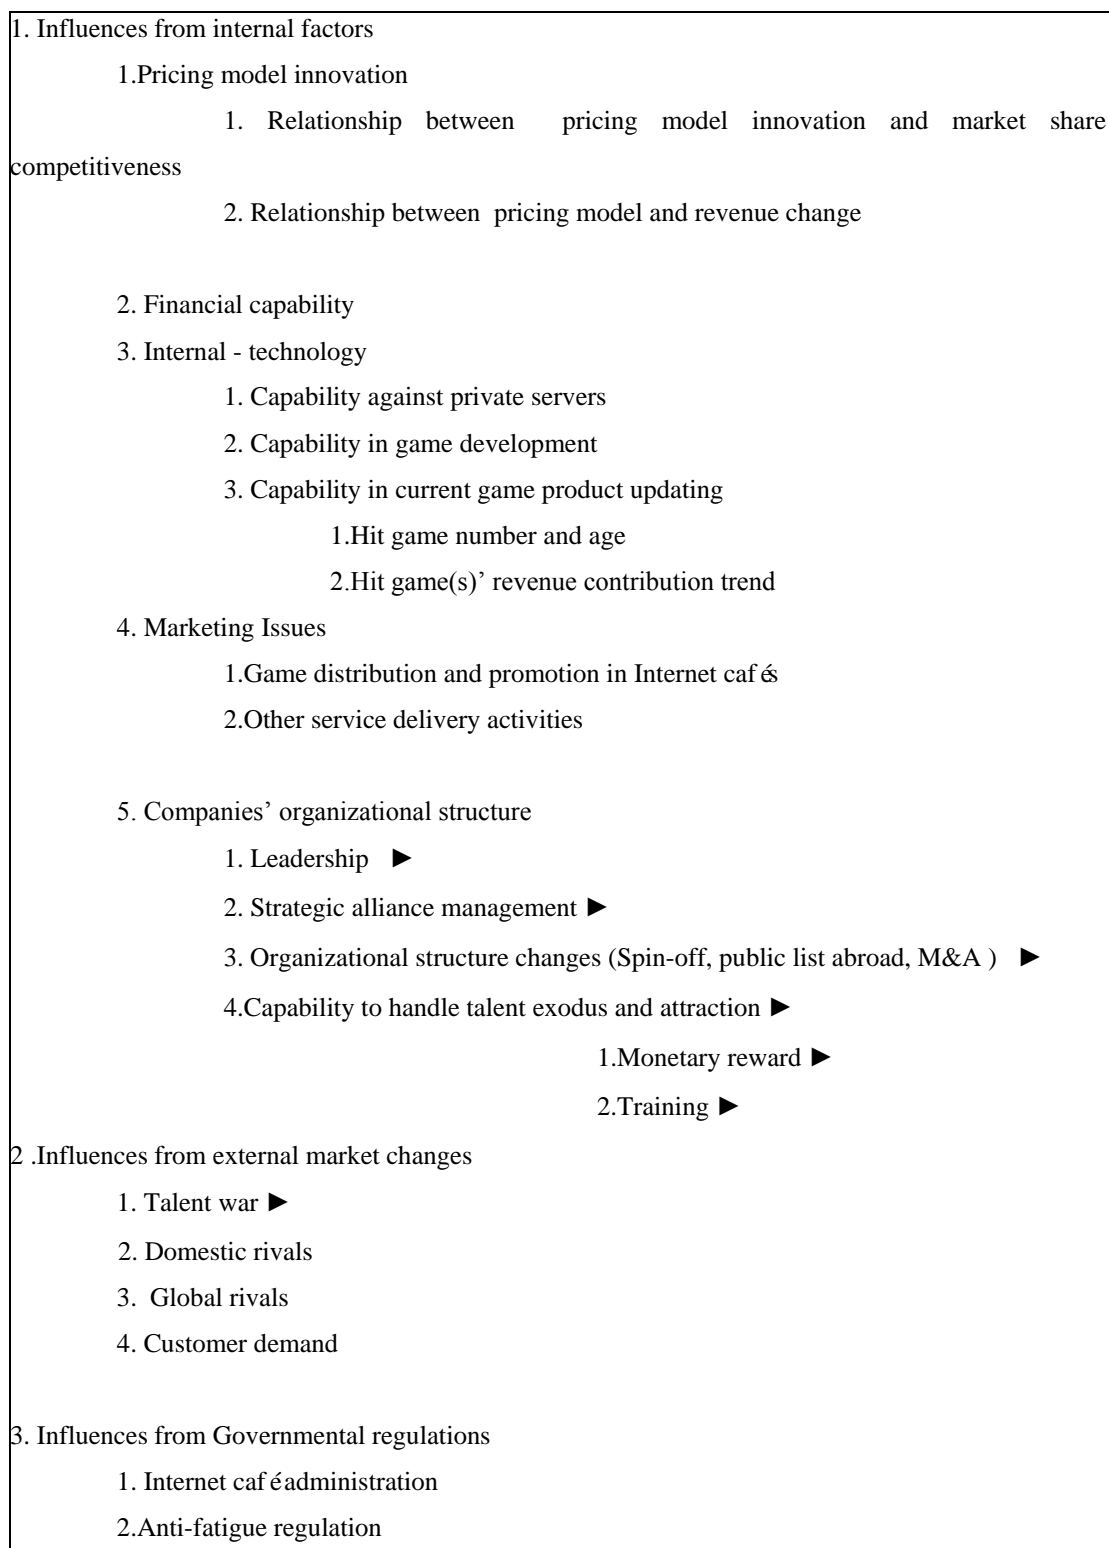 1. Influences from internal factors
1.Pricing model innovation
1. Relationship between pricing model innovation and market share
competitiveness
2. Relationship between pricing model and revenue change
2. Financial capability
3. Internal - technology
1. Capability against private servers
2. Capability in game development
3. Capability in current game product updating
1.Hit game number and age
2.Hit game(s)’ revenue contribution trend
4. Marketing Issues
1.Game distribution and promotion in Internet cafés
2.Other service delivery activities
5. Companies’ organizational structure
1. Leadership ►
2. Strategic alliance management ►
3. Organizational structure changes (Spin-off, public list abroad, M&A ) ►
4.Capability to handle talent exodus and attraction ►
1.Monetary reward ►
2.Training ►
2 .Influences from external market changes
1. Talent war ►
2. Domestic rivals
3. Global rivals
4. Customer demand
3. Influences from Governmental regulations
1. Internet café administration
2.Anti-fatigue regulation